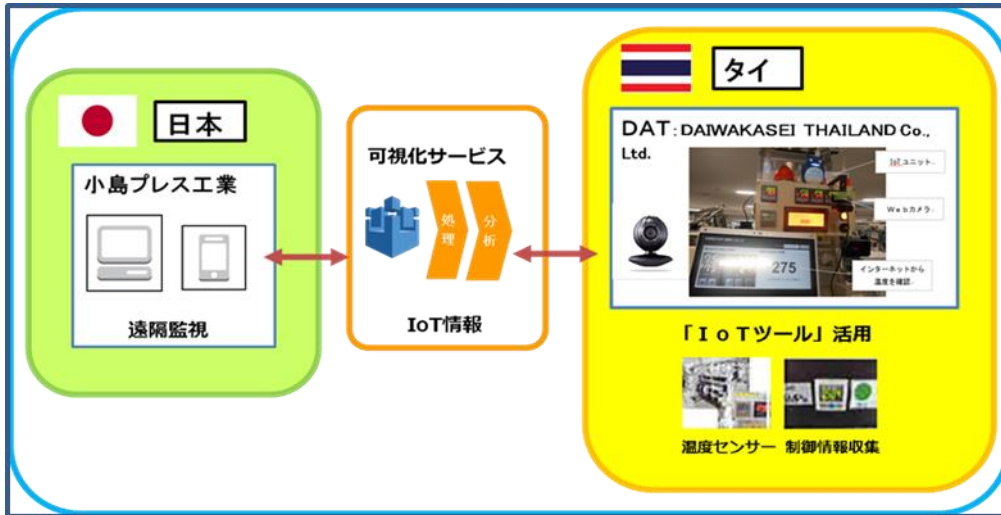 日本
小島プレス工業
遠隔監視
可視化サービス
処理
分析
IoT情報
タイ
DAT:DAIWAKASEI THAILAND Co.,
Ltd.
IoTユニット
Webカメラ
インターネットから
温度を確認
275
「IoTツール」活用
温度センサー
制御情報収集